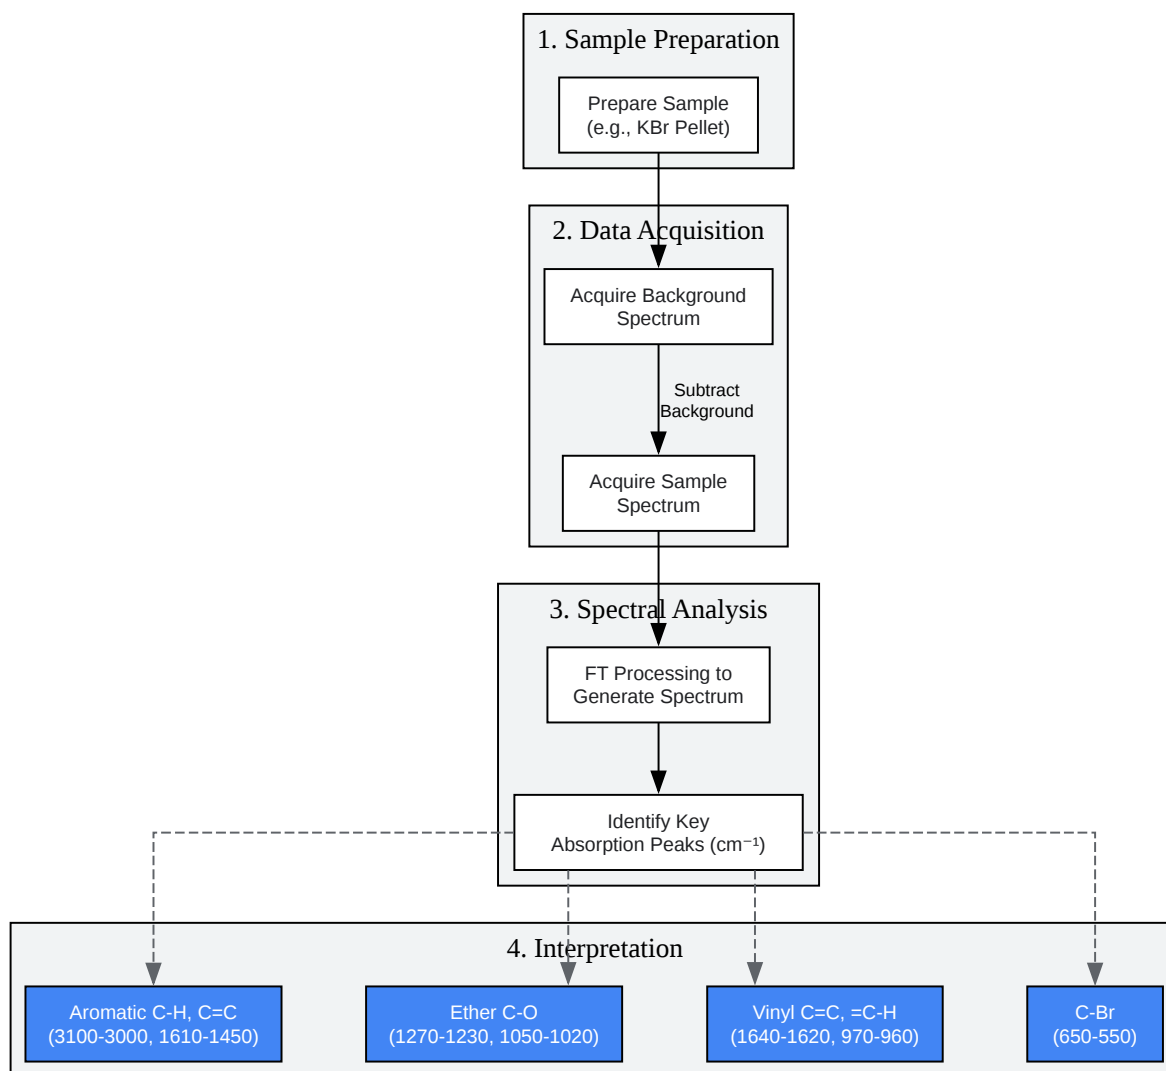 1. Sample Preparation
Prepare Sample
(e.g., KBr Pellet)
2. Data Acquisition
Acquire Background
Spectrum
Subtract
Background
Acquire Sample
Spectrum
3. Spectral Analysis
FT Processing to
Generate Spectrum
Identify Key
Absorption Peaks (cm⁻¹)
4. Interpretation
Aromatic C-H, C=C
(3100-3000, 1610-1450)
Ether C-O
(1270-1230, 1050-1020)
Vinyl C=C, =C-H
(1640-1620, 970-960)
C-Br
(650-550)